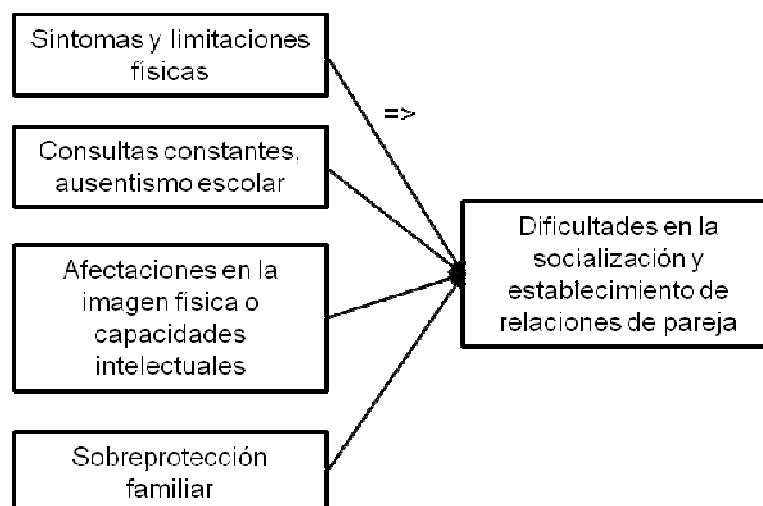 Síntomas y limitaciones
físicas
=>
Consultas constantes,
ausentismo escolar
Afectaciones en la
imagen física o
capacidades
intelectuales
Sobreprotección
familiar
Dificultades en la
socialización y
establecimiento de
relaciones de pareja